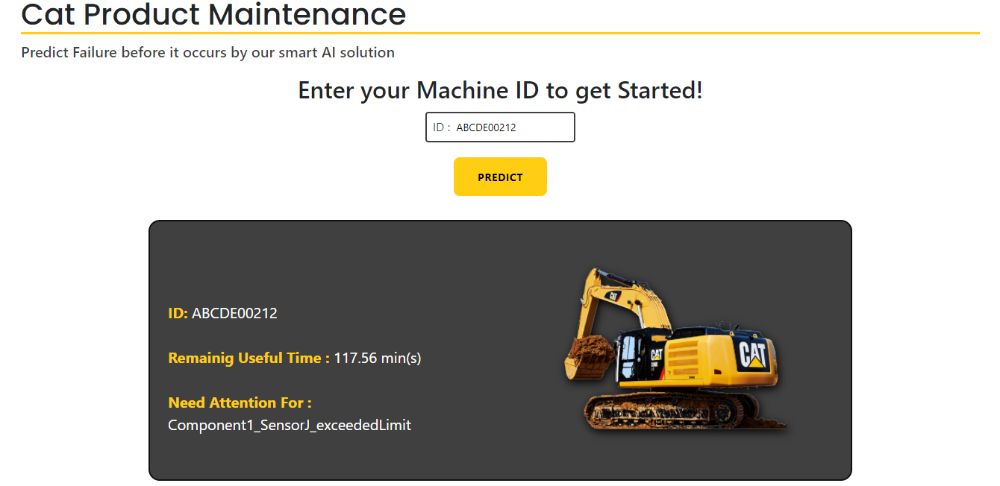 Cat Product Maintenance
Predict Failure before it occurs by our smart AI solution
Enter your Machine ID to get Started!
ID : ABCDE00212
PREDICT
ID: ABCDE00212
Remainig Useful Time : 117.56 min(s)
Need Attention For :
Component1_SensorJ_exceededLimit
CAT
CAT
CAT